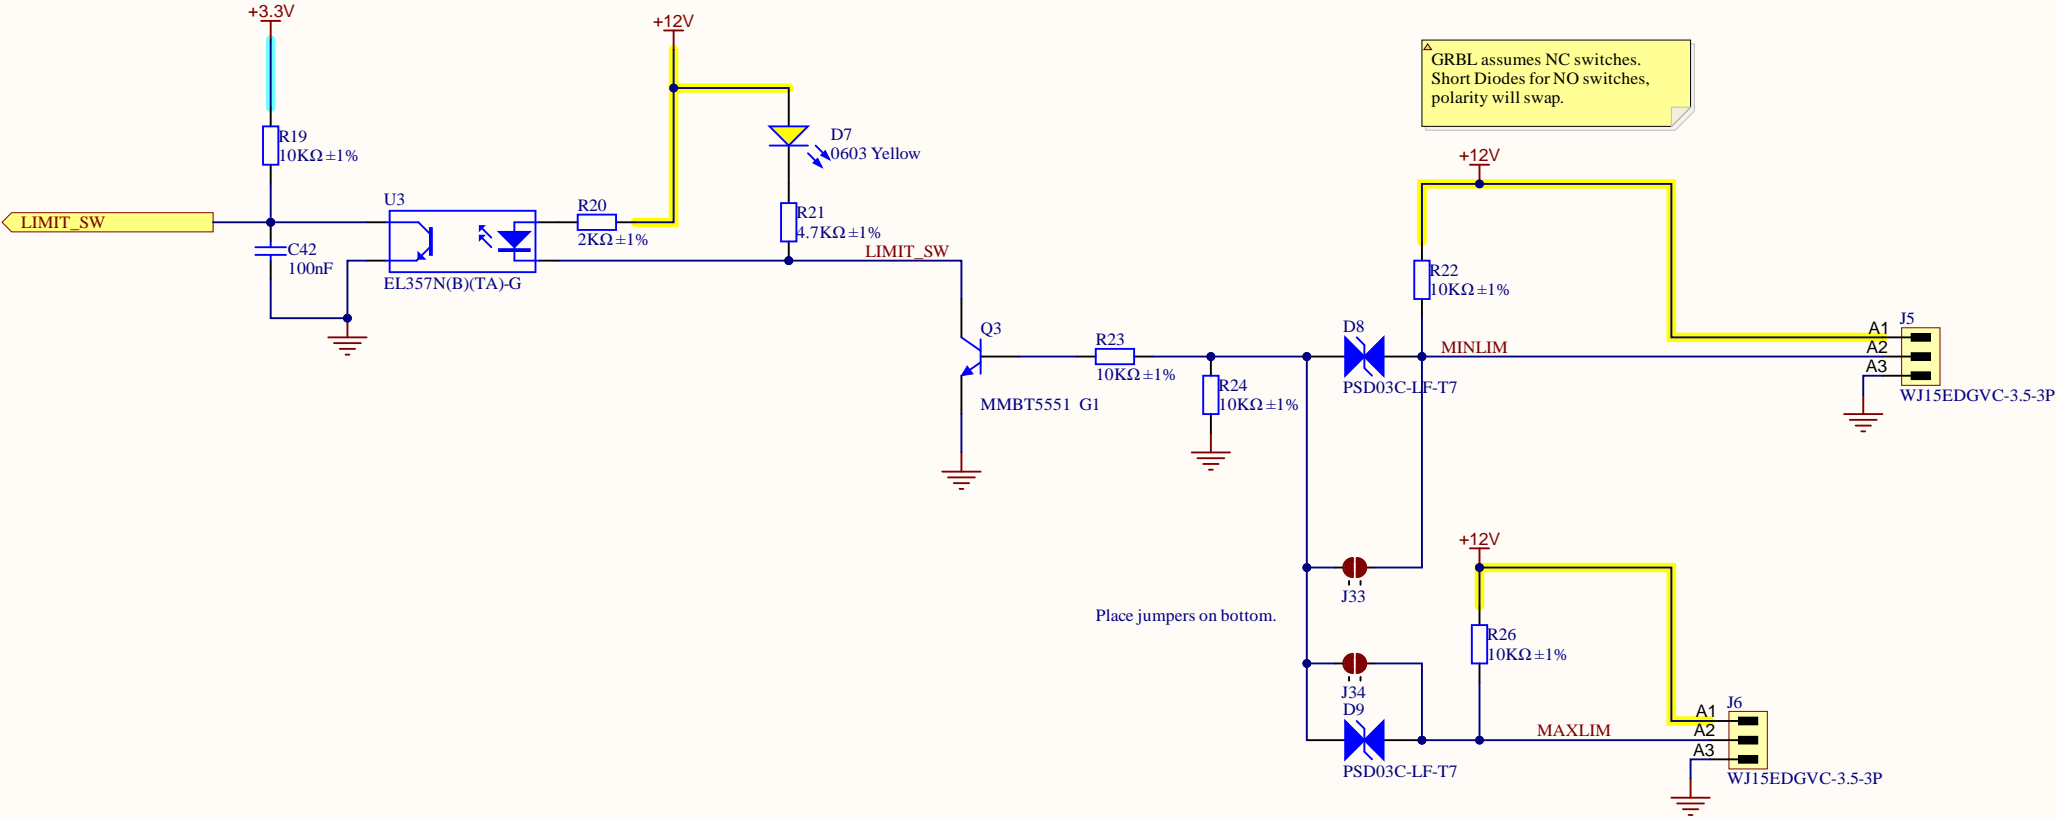 +3.3V
+12V
GRBL assumes NC switches.
Short Diodes for NO switches,
polarity will swap.
R19
10KΩ ±1%
D7
0603 Yellow
+12V
LIMIT_SW
U3
R20
2KΩ ±1%
R21
4.7KΩ ±1%
LIMIT_SW
C42
100nF
EL357N(B)(TA)-G
R22
10KΩ ±1%
Q3
MMBT5551 G1
R23
10KΩ ±1%
R24
10KΩ ±1%
D8
PSD03C-LF-T7
MINLIM
A1
A2
A3
J5
WJ15EDGVC-3.5-3P
+12V
J33
Place jumpers on bottom.
R26
10KΩ ±1%
J34
D9
PSD03C-LF-T7
MAXLIM
A1
A2
A3
J6
WJ15EDGVC-3.5-3P